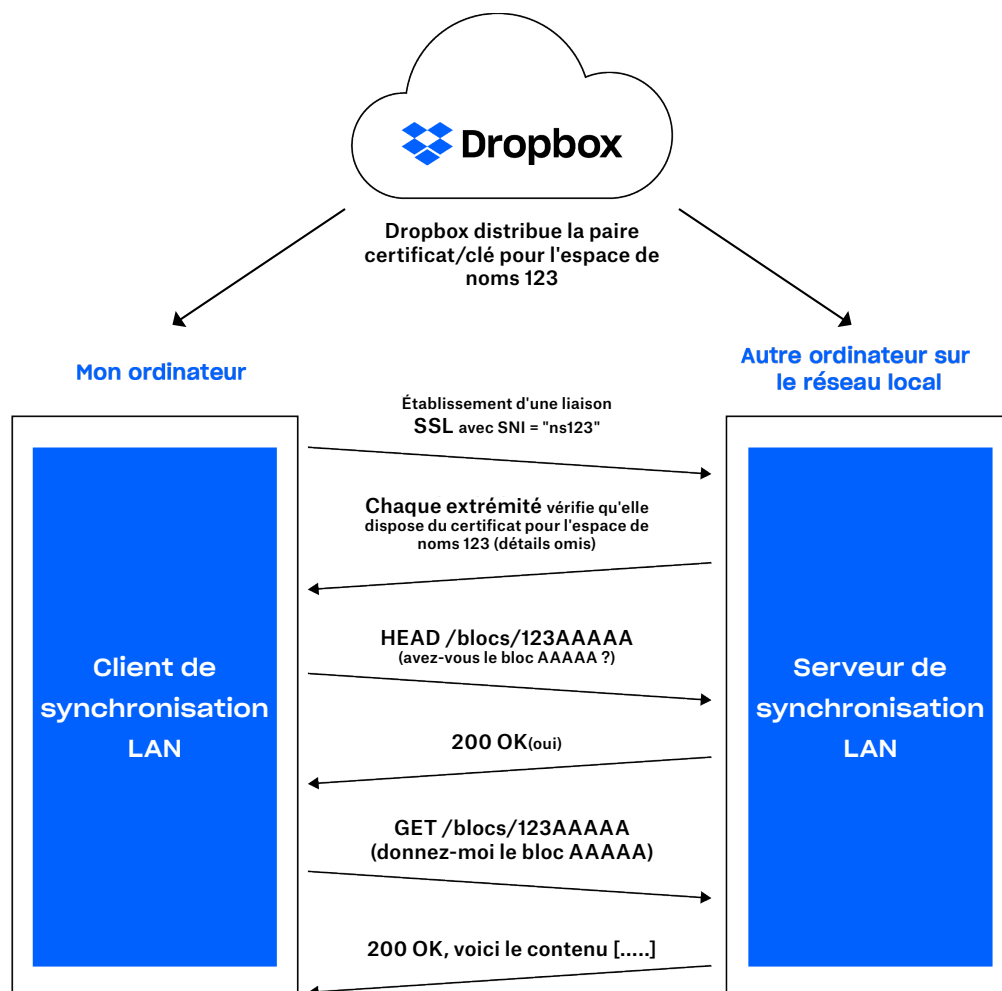 Dropbox
Dropbox distribue la paire
certificat/clé pour l'espace de
noms 123
Mon ordinateur
Autre ordinateur sur
le réseau local
Établissement d'une liaison
SSL avec SNI = "ns123"
Chaque extrémité vérifie qu'elle
dispose du certificat pour l'espace de
noms 123 (détails omis)
HEAD /blocs/123AAAAA
(avez-vous le bloc AAAAA ?)
Client de
synchronisation
LAN
Serveur de
synchronisation
LAN
200 OK(oui)
GET /blocs/123AAAAA
(donnez-moi le bloc AAAAA)
200 OK, voici le contenu [.....]